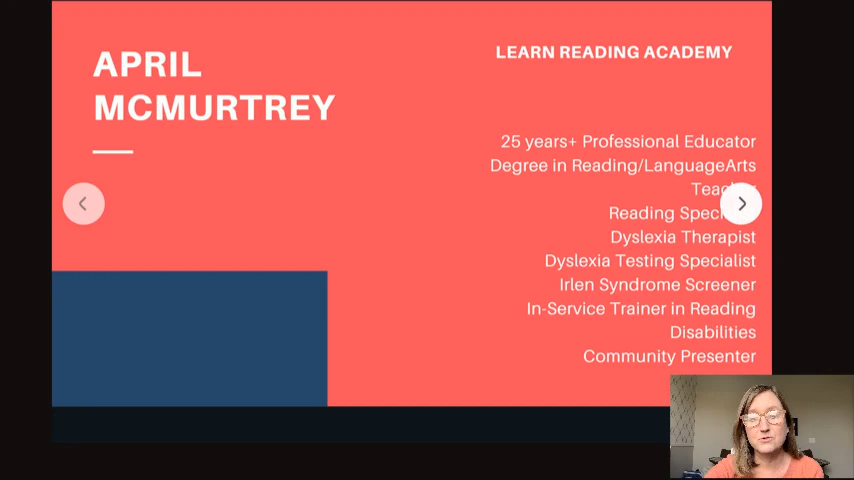 APRIL
MCMURTREY
LEARN READING ACADEMY
25 years+ Professional Educator
Degree in Reading/LanguageArts
Reading
Dyslexia Therapist
Dyslexia Testing Specialist
Irlen Syndrome Screener
In-Service Trainer in Reading
Disabilities
Community Presenter